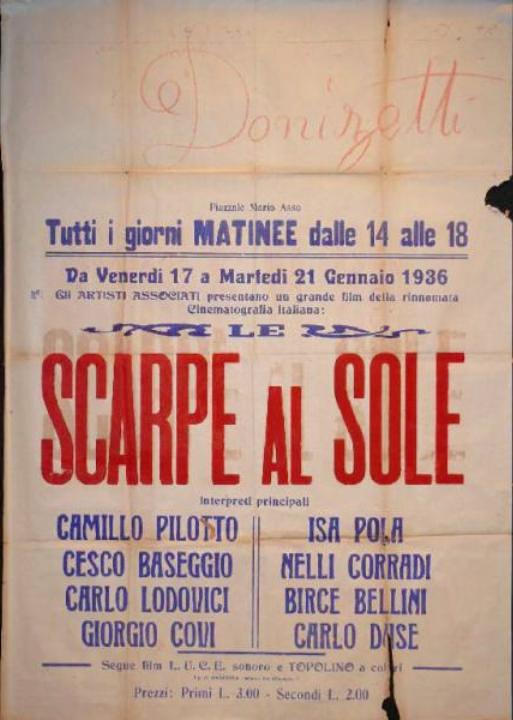 Donizetti
Piazzale Mario Asso
Tutti i giorni MATINEE dalle 14 alle 18
Da Venerdi 17 a Martedi 21 Gennaio 1936
Gli ARTISTI ASSOCIATI presentano un grande film della rinnomata
Cinematografia Italiana:
LE
SCARPE AL SOLE
Interpreti principali
CAMILLO PILOTTO
CESCO BASEGGIO
CARLO LODOVICI
GIORGIO COVI
ISA POLA
NELLI CORRADI
BIRCE BELLINI
CARLO DUSE
Segue film L. U. C. E. sonoro e TOPOLINO a colori
Prezzi: Primi L. 3.00 - Secondi L. 2.00